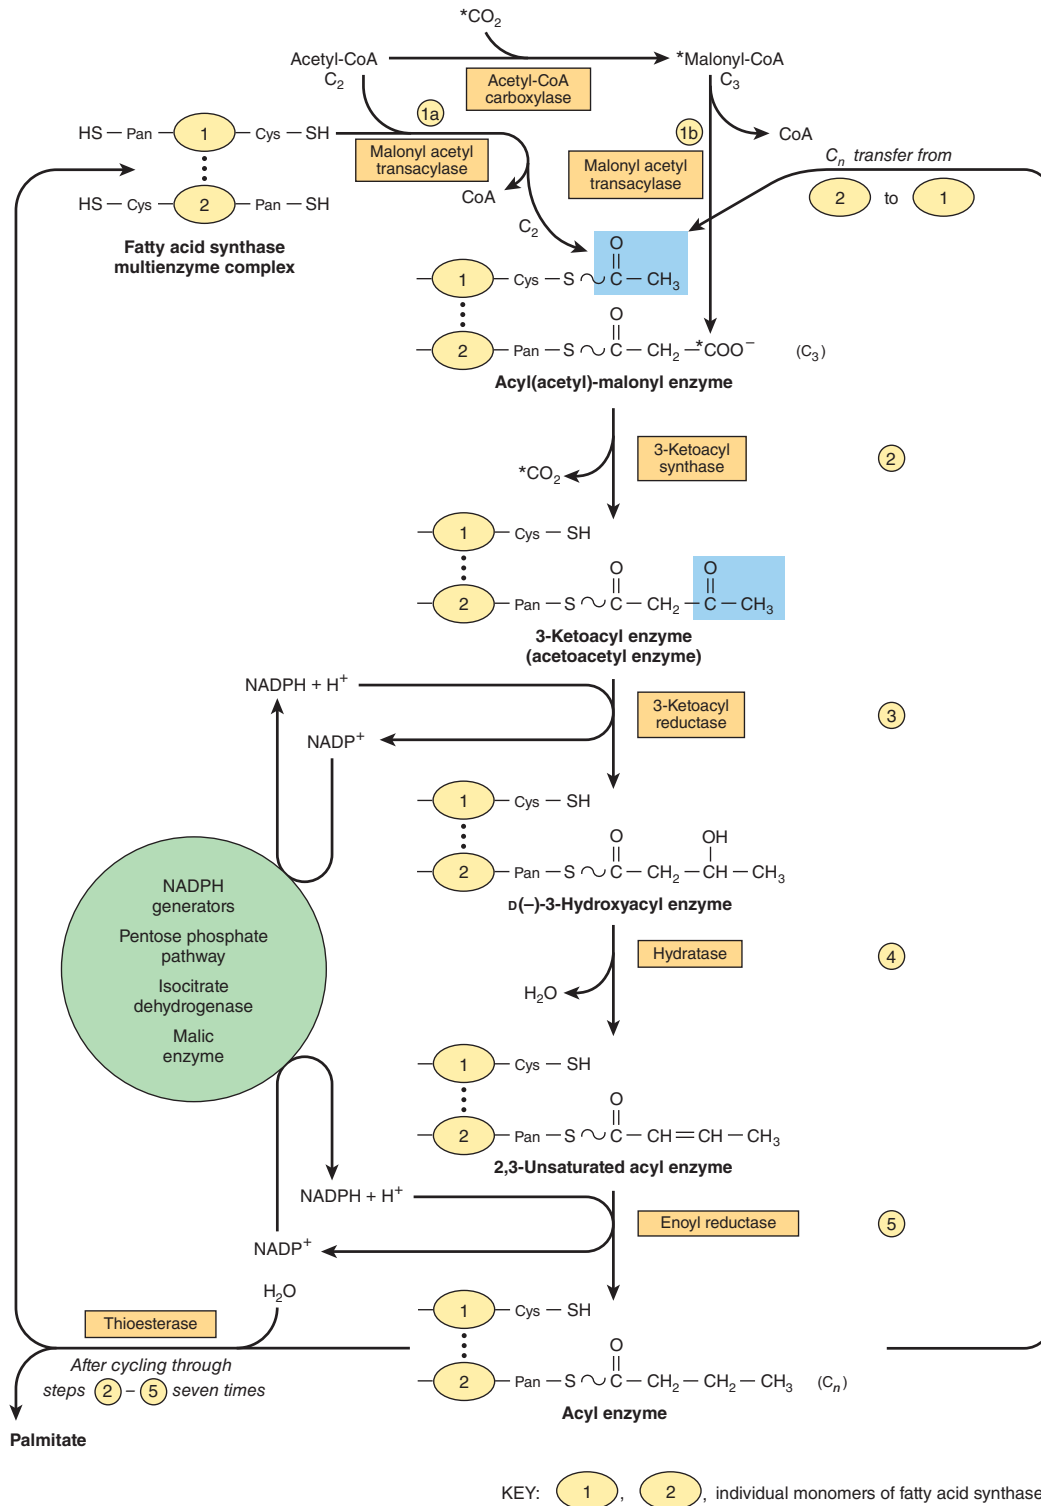 *CO2
Acetyl-CoA
C2
Acetyl-CoA
carboxylase
*Malonyl-CoA
C3
1a
1b
HS — Pan — 1 — Cys — SH
Malonyl acetyl
transacylase
CoA
Malonyl acetyl
transacylase
CoA
Cn transfer from
2 to 1
HS — Cys — 2 — Pan — SH
Fatty acid synthase
multienzyme complex
C2
O
1 — Cys — S ~ C — CH3
O
2 — Pan — S ~ C — CH2 — *COO− (C3)
Acyl(acetyl)-malonyl enzyme
3-Ketoacyl
synthase
2
*CO2
1 — Cys — SH
O O
2 — Pan — S ~ C — CH2 — C — CH3
3-Ketoacyl enzyme
(acetoacetyl enzyme)
NADPH + H+
3-Ketoacyl
reductase
3
NADP+
1 — Cys — SH
O OH
2 — Pan — S ~ C — CH2 — CH — CH3
D(–)-3-Hydroxyacyl enzyme
NADPH
generators
Pentose phosphate
pathway
Isocitrate
dehydrogenase
Malic
enzyme
Hydratase
4
H2O
1 — Cys — SH
O
2 — Pan — S ~ C — CH = CH — CH3
2,3-Unsaturated acyl enzyme
NADPH + H+
Enoyl reductase
5
NADP+
H2O
Thioesterase
After cycling through
steps 2 – 5 seven times
Palmitate
1 — Cys — SH
O
2 — Pan — S ~ C — CH2 — CH2 — CH3 (Cn)
Acyl enzyme
KEY: 1 , 2 , individual monomers of fatty acid synthase